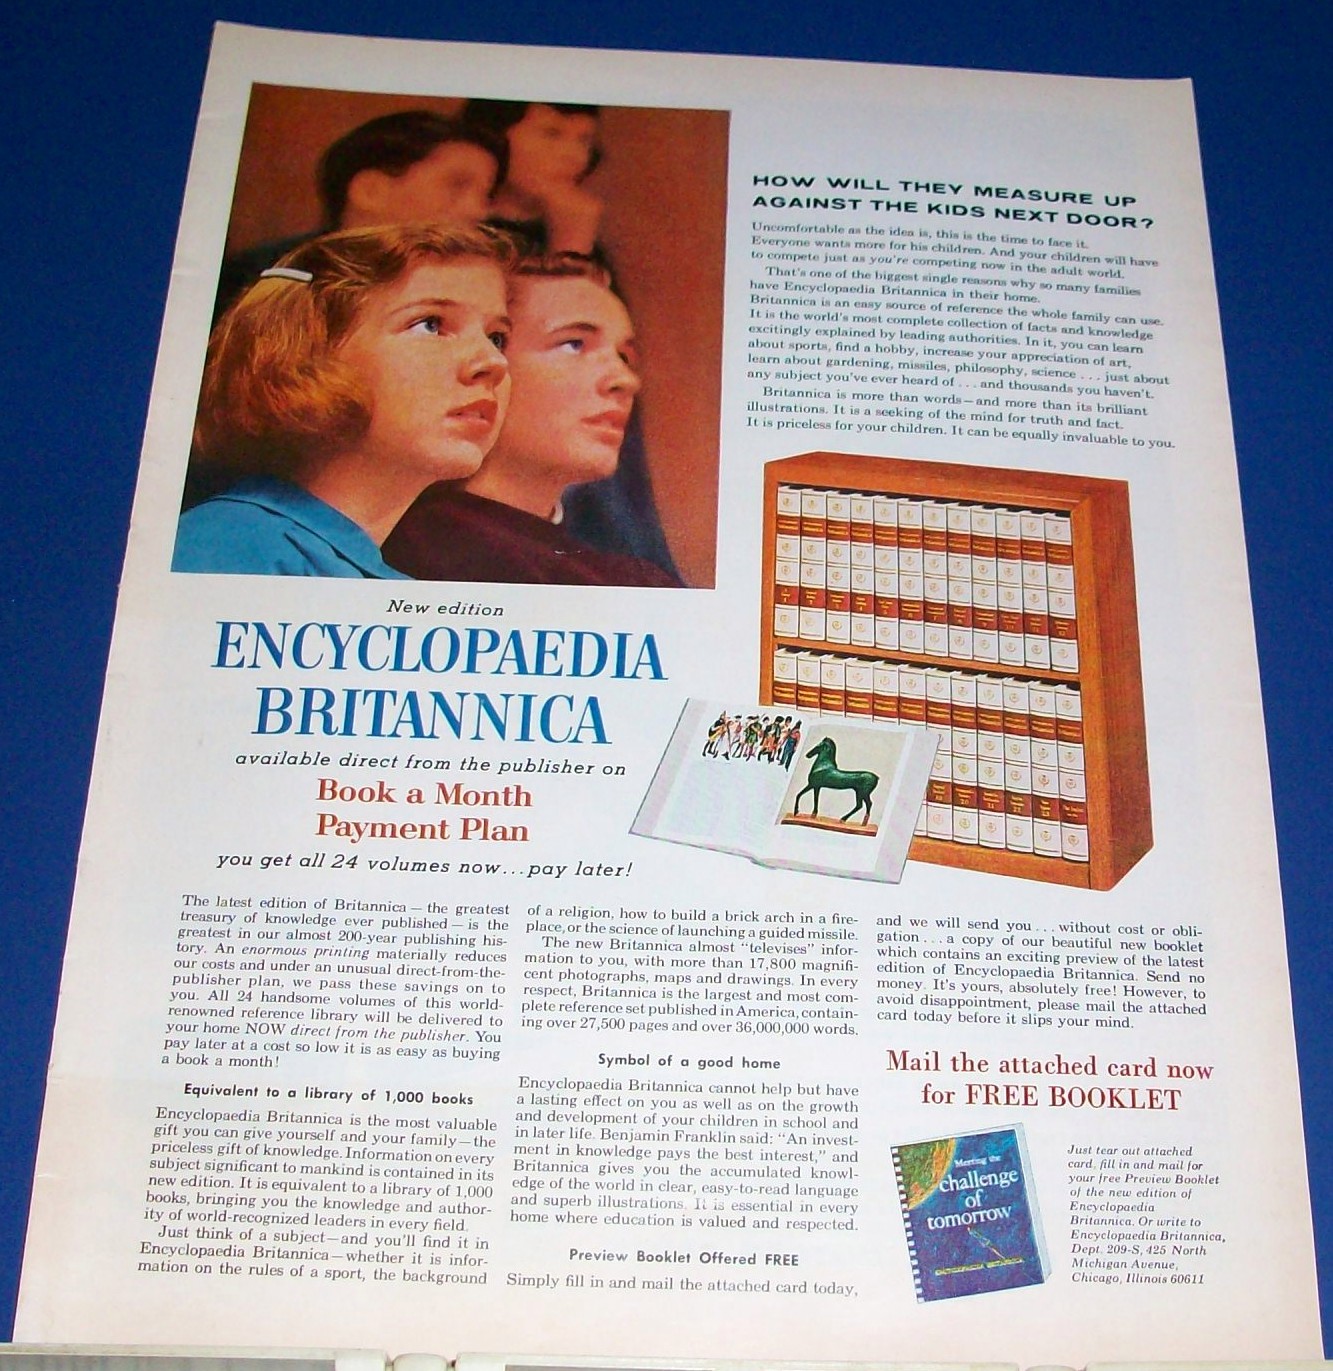 HOW WILL THEY MEASURE UP
AGAINST THE KIDS NEXT DOOR?
Uncomfortable as the idea is, this is the time to face it.
Everyone wants more for his children. And your children will have
to compete just as you're competing now in the adult world.
That's one of the biggest single reasons why so many families
have Encyclopaedia Britannica in their home.
Britannica is an easy source of reference the whole family can use.
It is the world's most complete collection of facts and knowledge
excitingly explained by leading authorities. In it, you can learn
about sports, find a hobby, increase your appreciation of art,
learn about gardening, missiles, philosophy, science . . . just about
any subject you've ever heard of . . . and thousands you haven't.
Britannica is more than words—and more than its brilliant
illustrations. It is a seeking of the mind for truth and fact.
It is priceless for your children. It can be equally invaluable to you.
New edition
ENCYCLOPAEDIA
BRITANNICA
available direct from the publisher on
Book a Month
Payment Plan
you get all 24 volumes now...pay later!
The latest edition of Britannica — the greatest
treasury of knowledge ever published — is the
greatest in our almost 200-year publishing his-
tory. An enormous printing materially reduces
our costs and under an unusual direct-from-the-
publisher plan, we pass these savings on to
you. All 24 handsome volumes of this world-
renowned reference library will be delivered to
your home NOW direct from the publisher. You
pay later at a cost so low it is as easy as buying
a book a month!
Equivalent to a library of 1,000 books
Encyclopaedia Britannica is the most valuable
gift you can give yourself and your family—the
priceless gift of knowledge. Information on every
subject significant to mankind is contained in its
new edition. It is equivalent to a library of 1,000
books, bringing you the knowledge and author-
ity of world-recognized leaders in every field.
Just think of a subject—and you'll find it in
Encyclopaedia Britannica—whether it is infor-
mation on the rules of a sport, the background
of a religion, how to build a brick arch in a fire-
place, or the science of launching a guided missile.
The new Britannica almost "televises" infor-
mation to you, with more than 17,800 magnifi-
cent photographs, maps and drawings. In every
respect, Britannica is the largest and most com-
plete reference set published in America, contain-
ing over 27,500 pages and over 36,000,000 words.
Symbol of a good home
Encyclopaedia Britannica cannot help but have
a lasting effect on you as well as on the growth
and development of your children in school and
in later life. Benjamin Franklin said: "An invest-
ment in knowledge pays the best interest," and
Britannica gives you the accumulated knowl-
edge of the world in clear, easy-to-read language
and superb illustrations. It is essential in every
home where education is valued and respected.
Preview Booklet Offered FREE
Simply fill in and mail the attached card today,
and we will send you . . . without cost or obli-
gation . . . a copy of our beautiful new booklet
which contains an exciting preview of the latest
edition of Encyclopaedia Britannica. Send no
money. It's yours, absolutely free! However, to
avoid disappointment, please mail the attached
card today before it slips your mind.
Mail the attached card now
for FREE BOOKLET
Meeting the
challenge
of
tomorrow
ENCYCLOPAEDIA BRITANNICA
Just tear out attached
card, fill in and mail for
your free Preview Booklet
of the new edition of
Encyclopaedia
Britannica. Or write to
Encyclopaedia Britannica,
Dept. 209-S, 425 North
Michigan Avenue,
Chicago, Illinois 60611